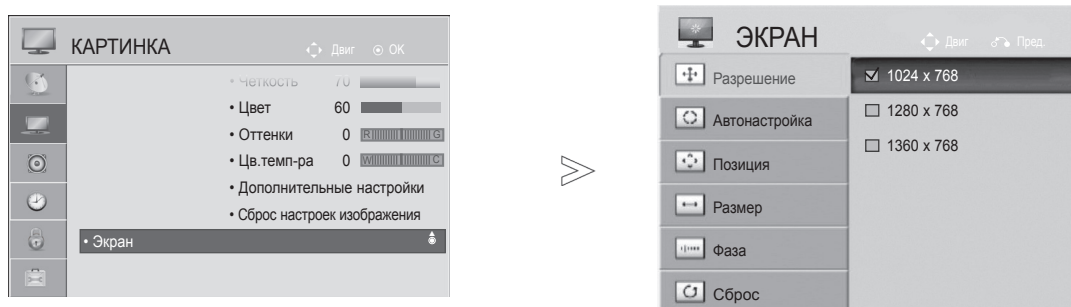 КАРТИНКА
Двиг ОК
• Четкость 70
• Цвет 60
• Оттенки 0 R G
• Цв.темп-ра 0 W C
• Дополнительные настройки
• Сброс настроек изображения
• Экран
ЭКРАН
Двиг Пред.
Разрешение
Автонастройка
Позиция
Размер
Фаза
Сброс
1024 x 768
1280 x 768
1360 x 768